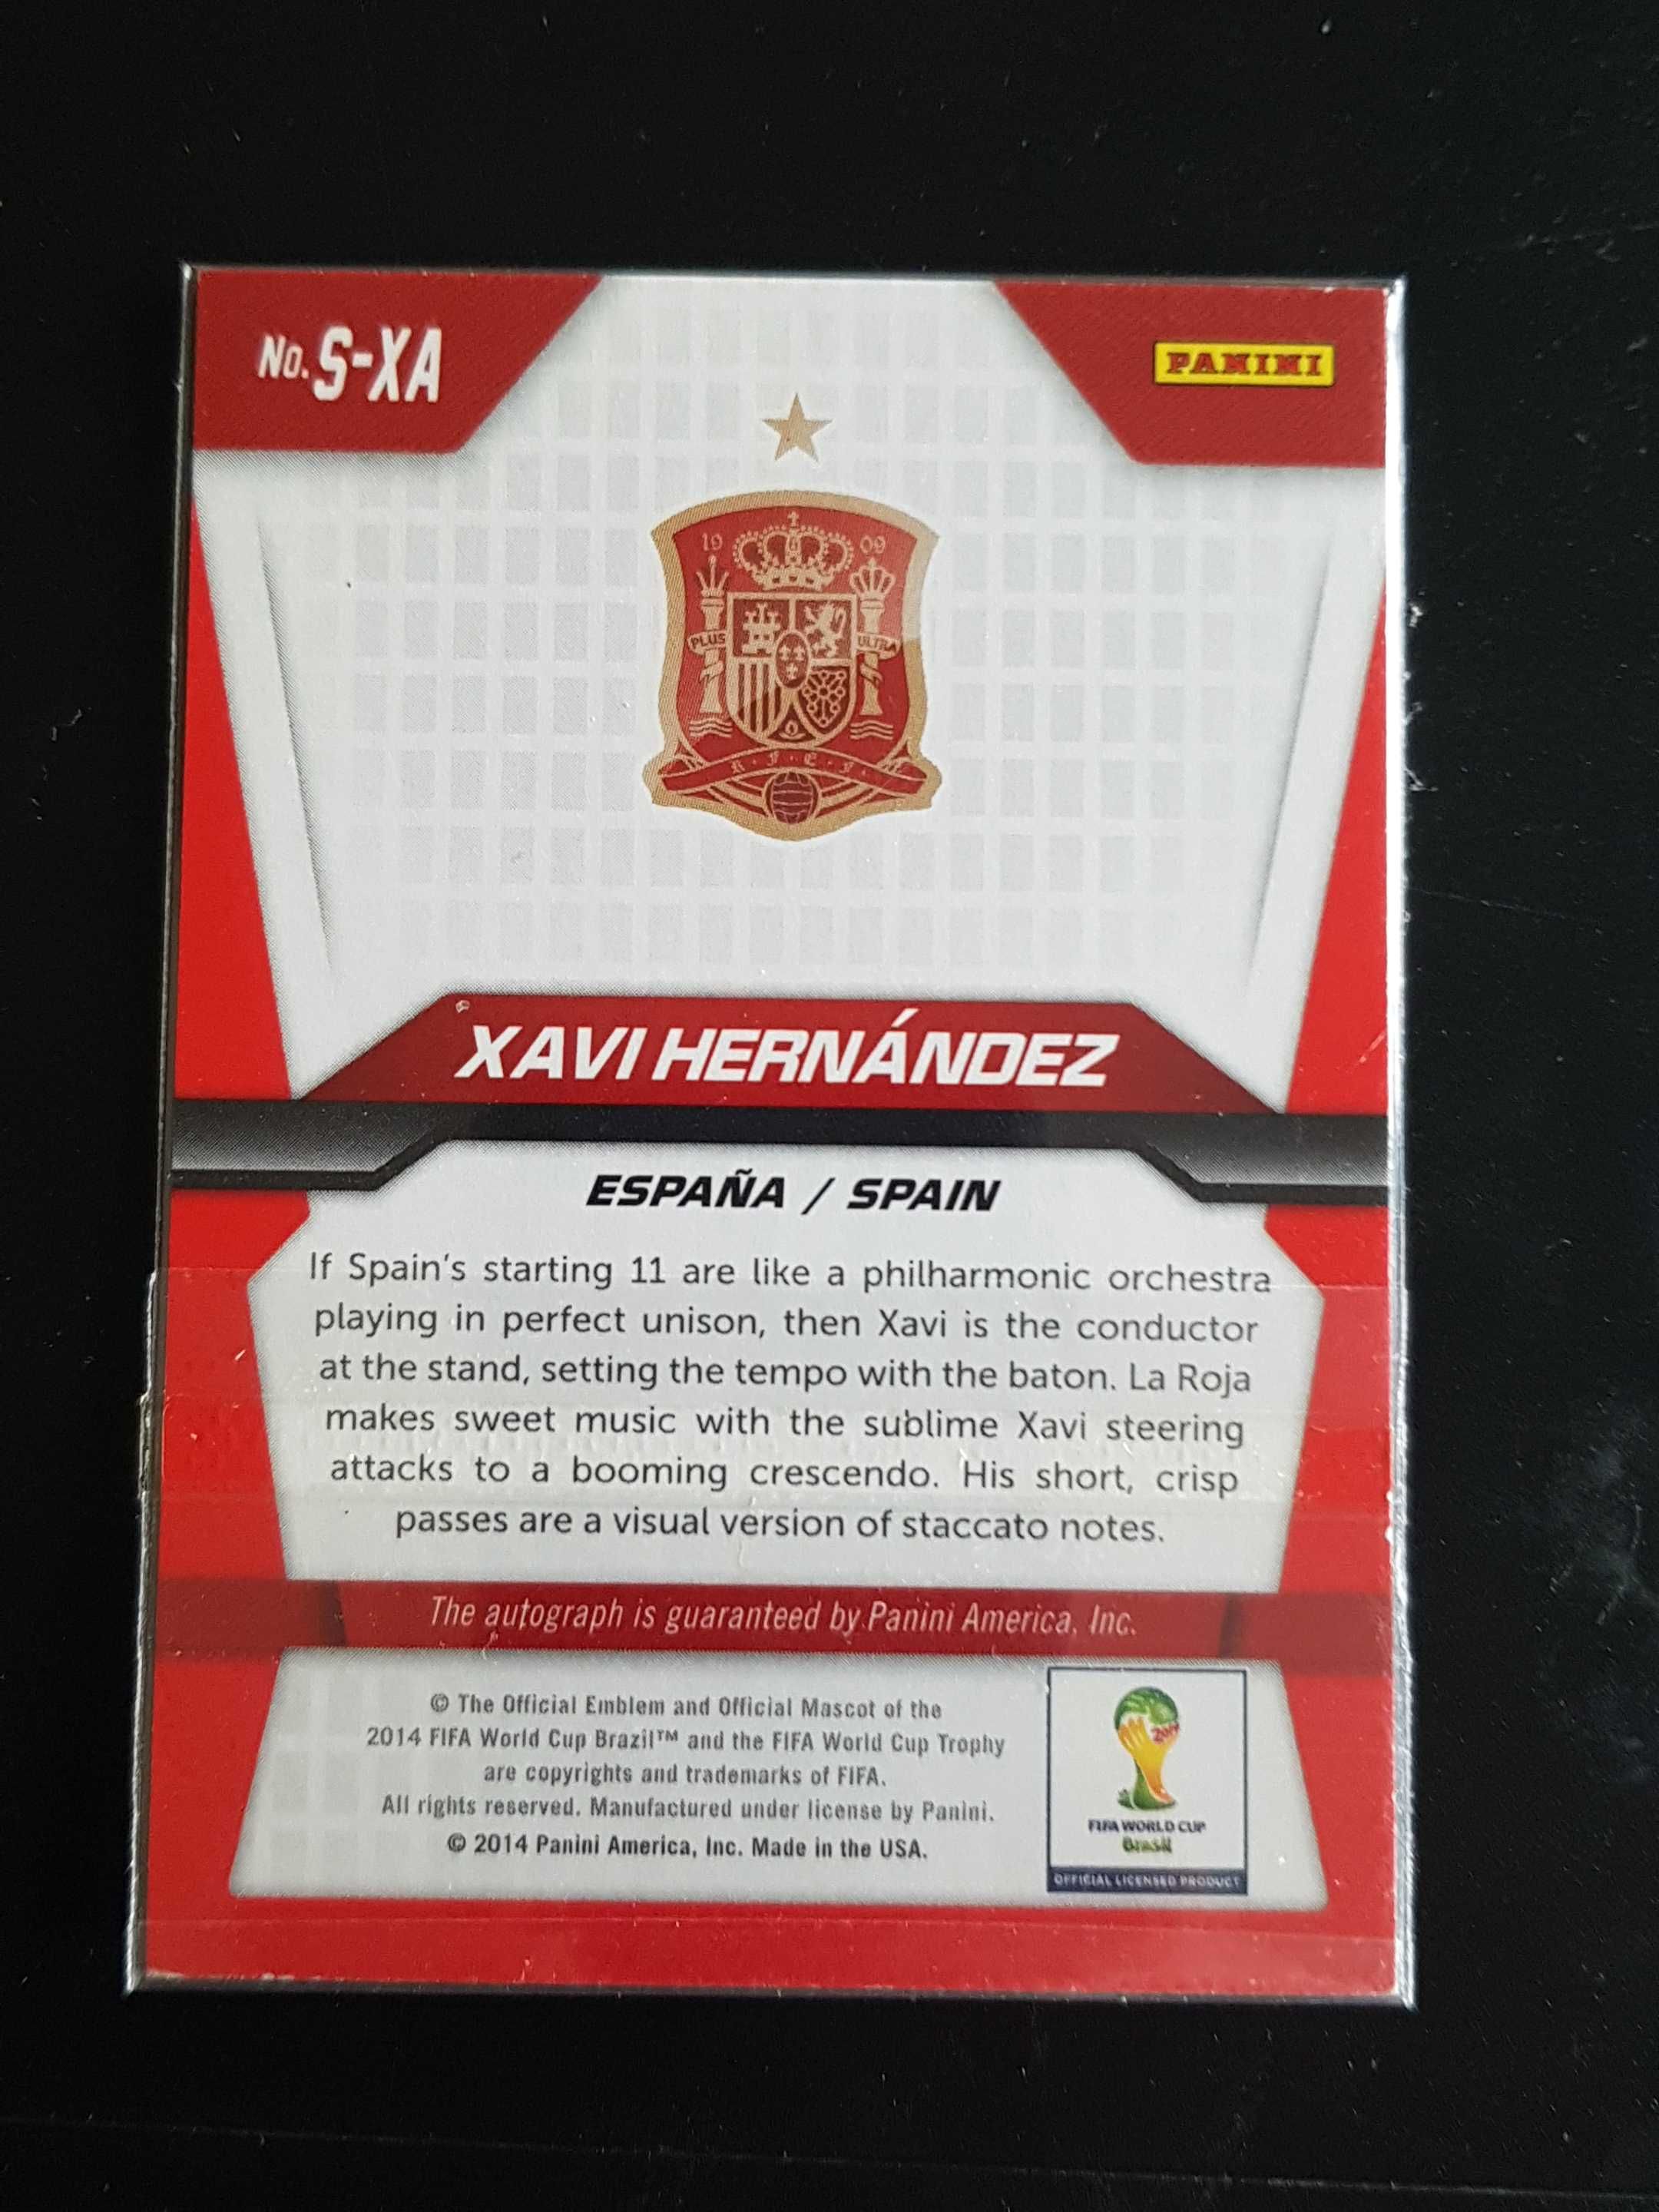 No. S-XA
PANINI
19 09
PLUS ULTRA
R·F·E·F
XAVI HERNÁNDEZ
ESPAÑA / SPAIN
If Spain's starting 11 are like a philharmonic orchestra
playing in perfect unison, then Xavi is the conductor
at the stand, setting the tempo with the baton. La Roja
makes sweet music with the sublime Xavi steering
attacks to a booming crescendo. His short, crisp
passes are a visual version of staccato notes.
The autograph is guaranteed by Panini America, Inc.
© The Official Emblem and Official Mascot of the
2014 FIFA World Cup Brazil™ and the FIFA World Cup Trophy
are copyrights and trademarks of FIFA.
All rights reserved. Manufactured under license by Panini.
© 2014 Panini America, Inc. Made in the USA.
2014
FIFA WORLD CUP
Brasil
OFFICIAL LICENSED PRODUCT